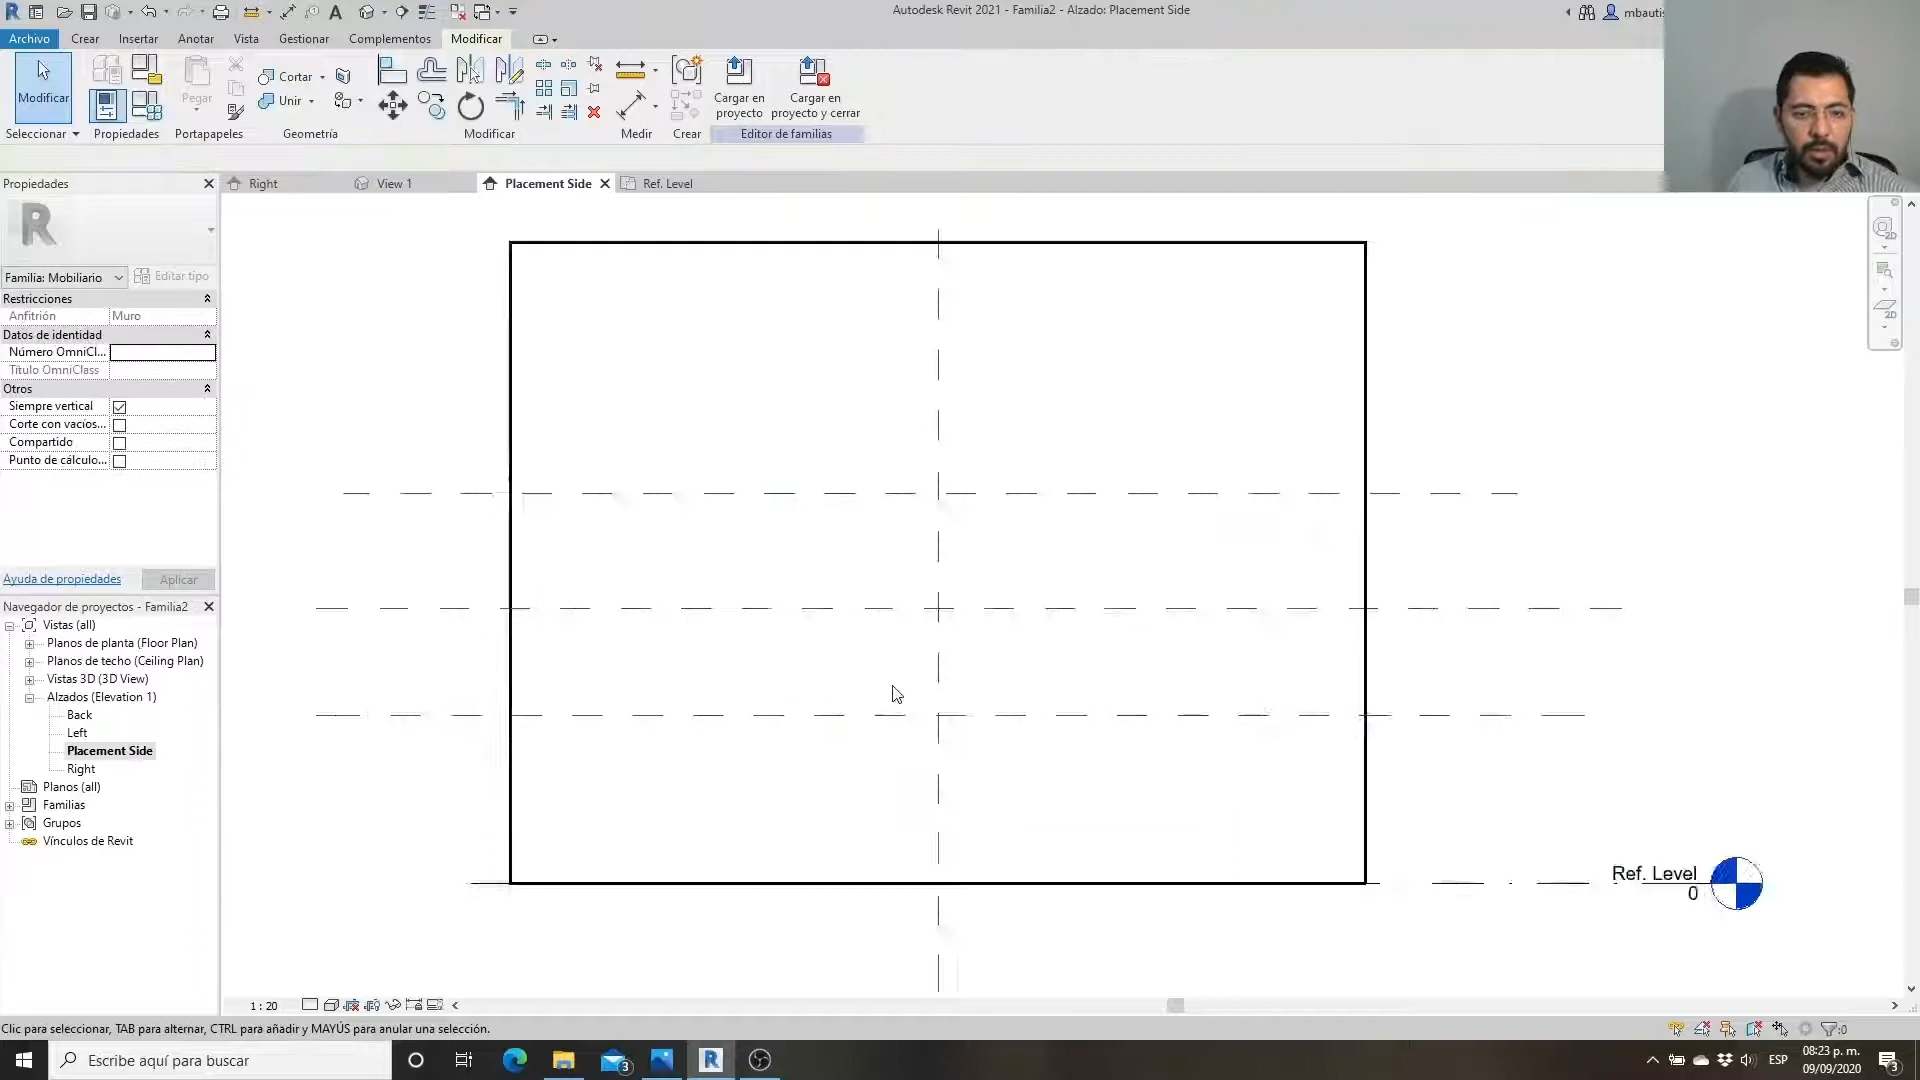 Autodesk Revit 2021 - Familia2 - Alzado: Placement Side
Archivo Crear Insertar Anotar Vista Gestionar Complementos Modificar
Modificar
Pegar
Cortar
Unir
Cargar en proyecto
Cargar en proyecto y cerrar
Seleccionar Propiedades Portapapeles Geometría Modificar Medir Crear Editor de familias
Propiedades
Right View 1 Placement Side Ref. Level
Familia: Mobiliario Editar tipo
Restricciones
Anfitrión Muro
Datos de identidad
Número OmniCl...
Título OmniClass
Otros
Siempre vertical
Corte con vacíos...
Compartido
Punto de cálculo...
Ayuda de propiedades Aplicar
Navegador de proyectos - Familia2
Vistas (all)
Planos de planta (Floor Plan)
Planos de techo (Ceiling Plan)
Vistas 3D (3D View)
Alzados (Elevation 1)
Back
Left
Placement Side
Right
Planos (all)
Familias
Grupos
Vínculos de Revit
Ref. Level
0
1 : 20
Clic para seleccionar, TAB para alternar, CTRL para añadir y MAYÚS para anular una selección.
:0
Escribe aquí para buscar
3
ESP
08:23 p. m.
09/09/2020
3